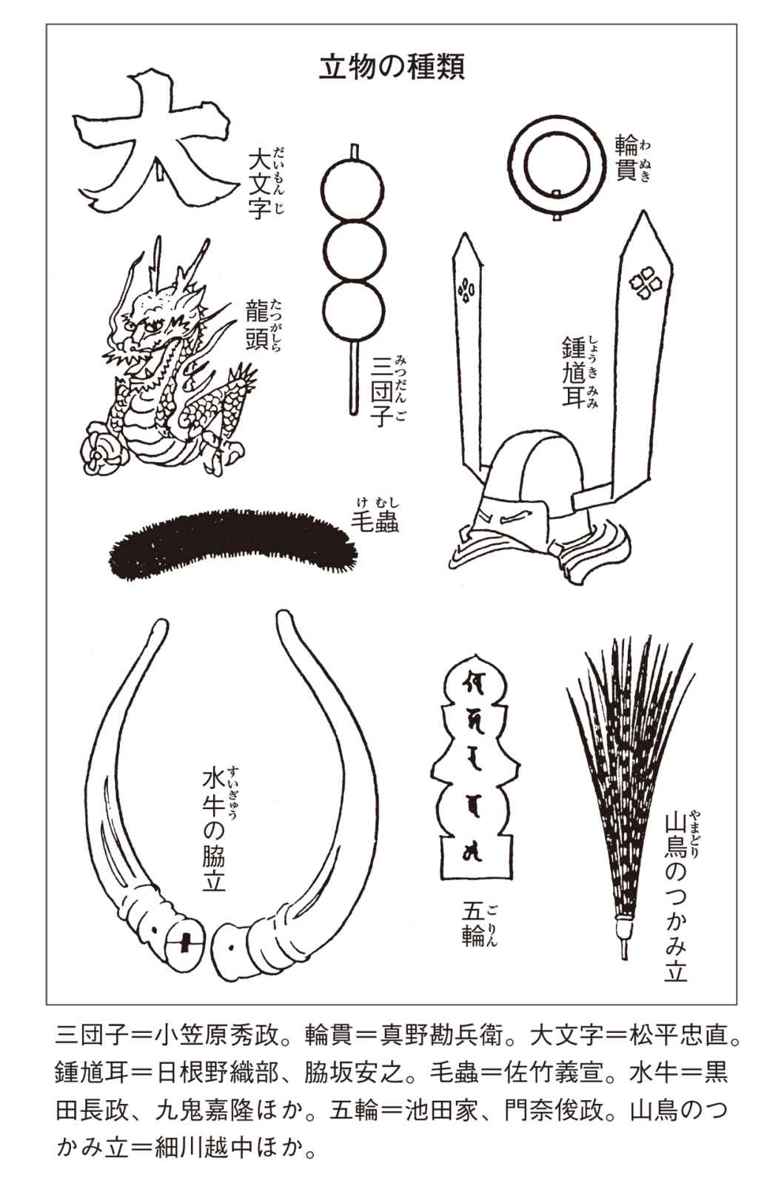 立物の種類
大文字
だいもんじ
三団子
みつだんご
輪貫
わぬき
龍頭
たつがしら
鍾馗耳
しょうきみみ
毛蟲
けむし
水牛の脇立
すいぎゅう
五輪
ごりん
山鳥のつかみ立
やまどり
三団子＝小笠原秀政。輪貫＝真野勘兵衛。大文字＝松平忠直。
鍾馗耳＝日根野織部、脇坂安之。毛蟲＝佐竹義宣。水牛＝黒
田長政、九鬼嘉隆ほか。五輪＝池田家、門奈俊政。山鳥のつ
かみ立＝細川越中ほか。